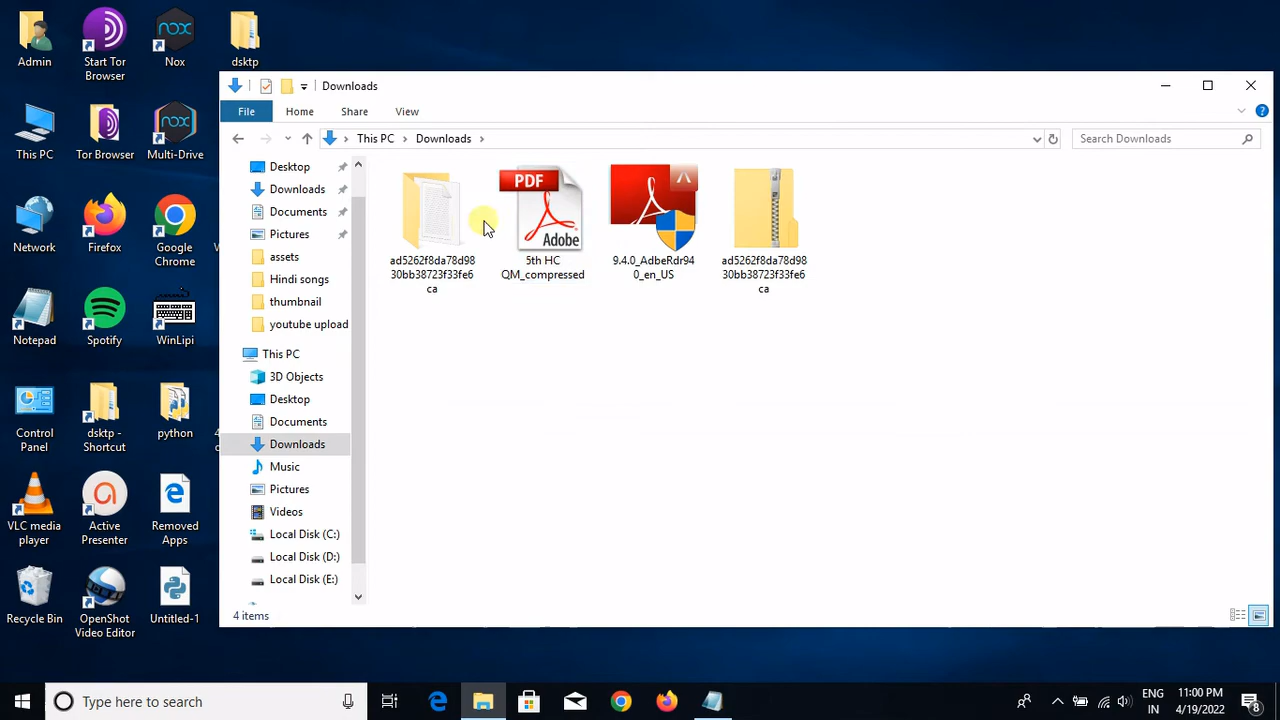 Admin
Start Tor
Browser
Nox
dsktp
This PC
Tor Browser
Multi-Drive
Network
Firefox
Google
Chrome
Notepad
Spotify
WinLipi
Control
Panel
dsktp -
Shortcut
python
VLC media
player
Active
Presenter
Removed
Apps
Recycle Bin
OpenShot
Video Editor
Untitled-1
Downloads
File
Home
Share
View
This PC
Downloads
Search Downloads
Desktop
Downloads
Documents
Pictures
assets
Hindi songs
thumbnail
youtube upload
This PC
3D Objects
Desktop
Documents
Downloads
Music
Pictures
Videos
Local Disk (C:)
Local Disk (D:)
Local Disk (E:)
ad5262f8da78d98
30bb38723f33fe6
ca
PDF
Adobe
5th HC
QM_compressed
9.4.0_AdbeRdr94
0_en_US
ad5262f8da78d98
30bb38723f33fe6
ca
4 items
Type here to search
ENG
IN
11:00 PM
4/19/2022
8